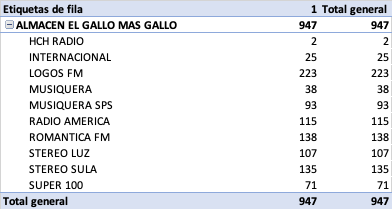 Etiquetas de fila 1 Total general
ALMACEN EL GALLO MAS GALLO 947 947
HCH RADIO 2 2
INTERNACIONAL 25 25
LOGOS FM 223 223
MUSIQUERA 38 38
MUSIQUERA SPS 93 93
RADIO AMERICA 115 115
ROMANTICA FM 138 138
STEREO LUZ 107 107
STEREO SULA 135 135
SUPER 100 71 71
Total general 947 947